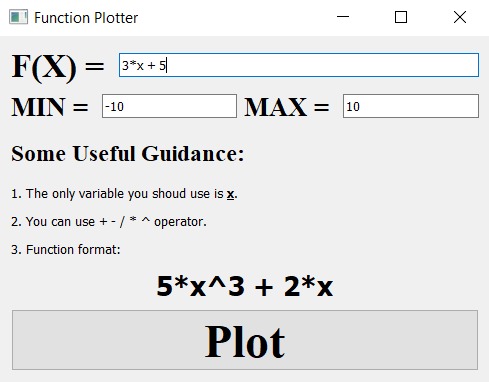 Function Plotter
F(X) = 3*x + 5
MIN = -10 MAX = 10
Some Useful Guidance:
1. The only variable you shoud use is x.
2. You can use + - / * ^ operator.
3. Function format:
5*x^3 + 2*x
Plot